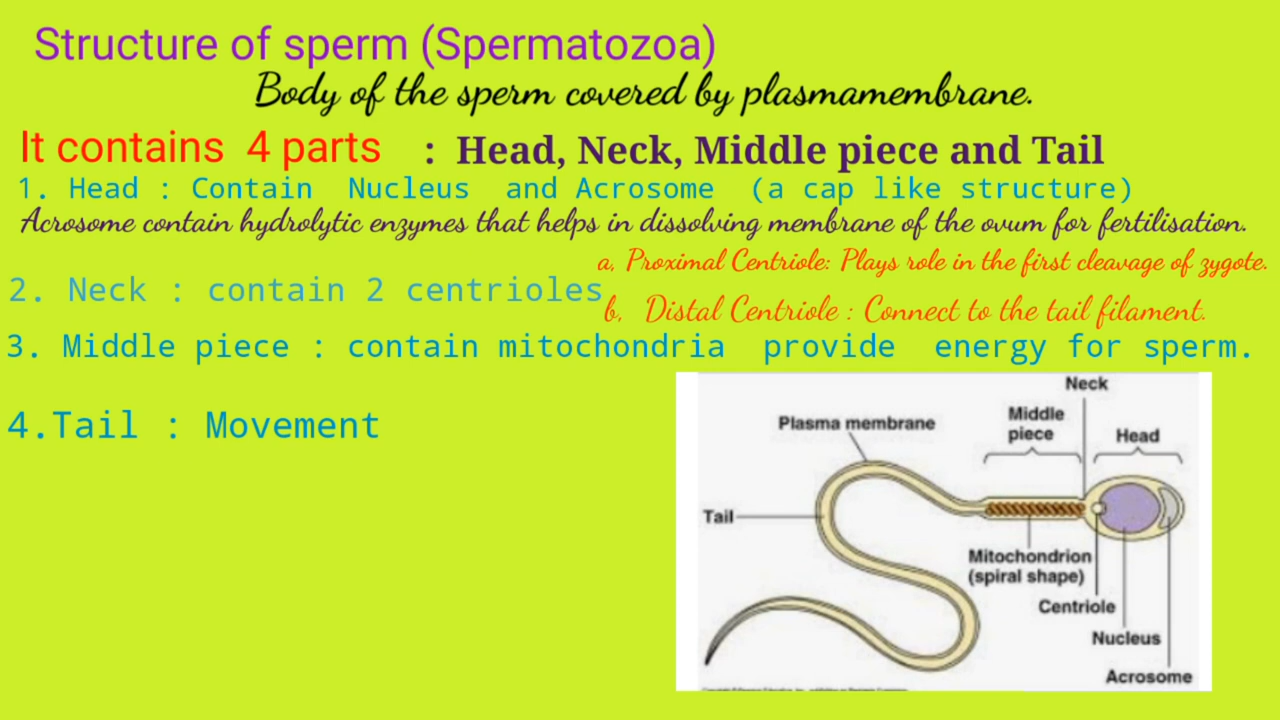 Structure of sperm (Spermatozoa)
Body of the sperm covered by plasmamembrane.
It contains 4 parts : Head, Neck, Middle piece and Tail
1. Head : Contain Nucleus and Acrosome (a cap like structure)
Acrosome contain hydrolytic enzymes that helps in dissolving membrane of the ovum for fertilisation.
a, Proximal Centriole: Plays role in the first cleavage of zygote.
2. Neck : contain 2 centrioles
b, Distal Centriole : Connect to the tail filament.
3. Middle piece : contain mitochondria provide energy for sperm.
4.Tail : Movement
Neck
Middle
piece
Head
Plasma membrane
Tail
Mitochondrion
(spiral shape)
Centriole
Nucleus
Acrosome